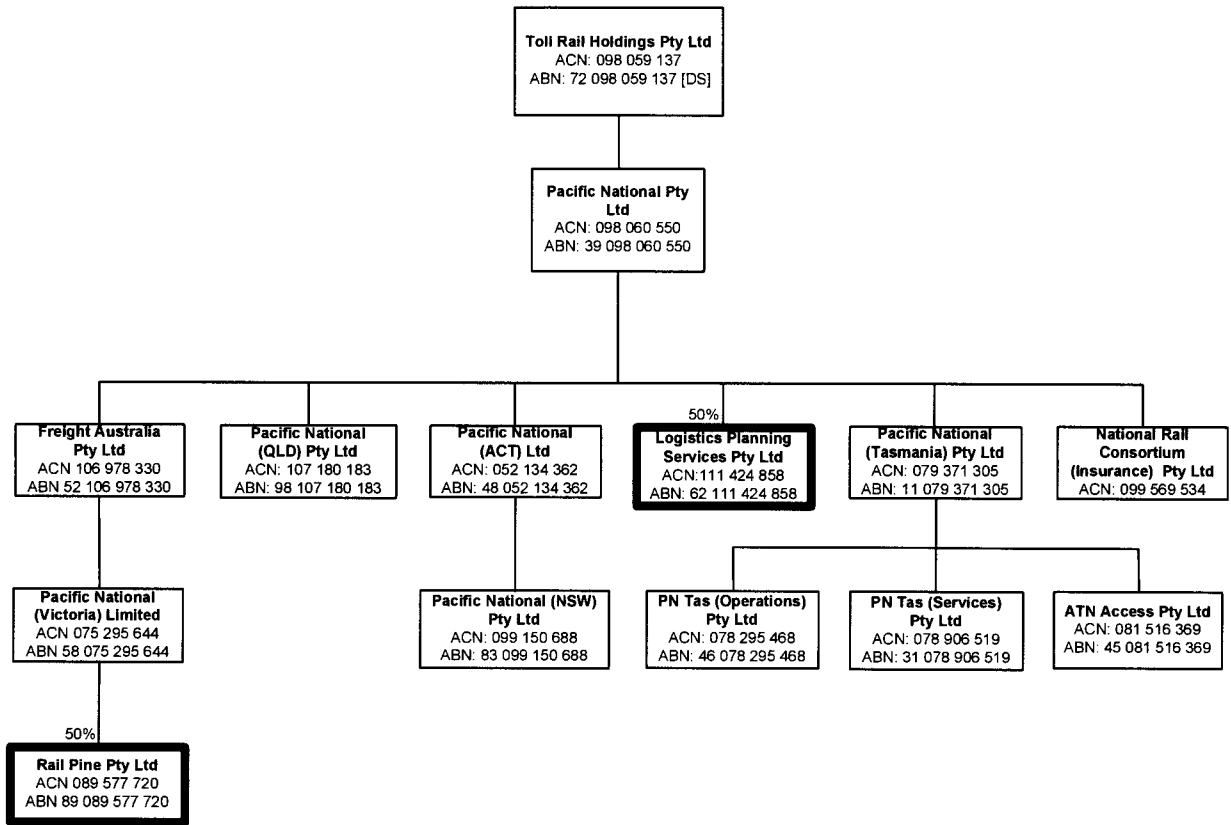 Toll Rail Holdings Pty Ltd
ACN: 098 059 137
ABN: 72 098 059 137 [DS]
Pacific National Pty
Ltd
ACN: 098 060 550
ABN: 39 098 060 550
Freight Australia
Pty Ltd
ACN 106 978 330
ABN 52 106 978 330
Pacific National
(QLD) Pty Ltd
ACN: 107 180 183
ABN: 98 107 180 183
Pacific National
(ACT) Ltd
ACN: 052 134 362
ABN: 48 052 134 362
50%
Logistics Planning
Services Pty Ltd
ACN:111 424 858
ABN: 62 111 424 858
Pacific National
(Tasmania) Pty Ltd
ACN: 079 371 305
ABN: 11 079 371 305
National Rail
Consortium
(Insurance) Pty Ltd
ACN: 099 569 534
Pacific National
(Victoria) Limited
ACN 075 295 644
ABN 58 075 295 644
Pacific National (NSW)
Pty Ltd
ACN: 099 150 688
ABN: 83 099 150 688
PN Tas (Operations)
Pty Ltd
ACN: 078 295 468
ABN: 46 078 295 468
PN Tas (Services)
Pty Ltd
ACN: 078 906 519
ABN: 31 078 906 519
ATN Access Pty Ltd
ACN: 081 516 369
ABN: 45 081 516 369
50%
Rail Pine Pty Ltd
ACN 089 577 720
ABN 89 089 577 720